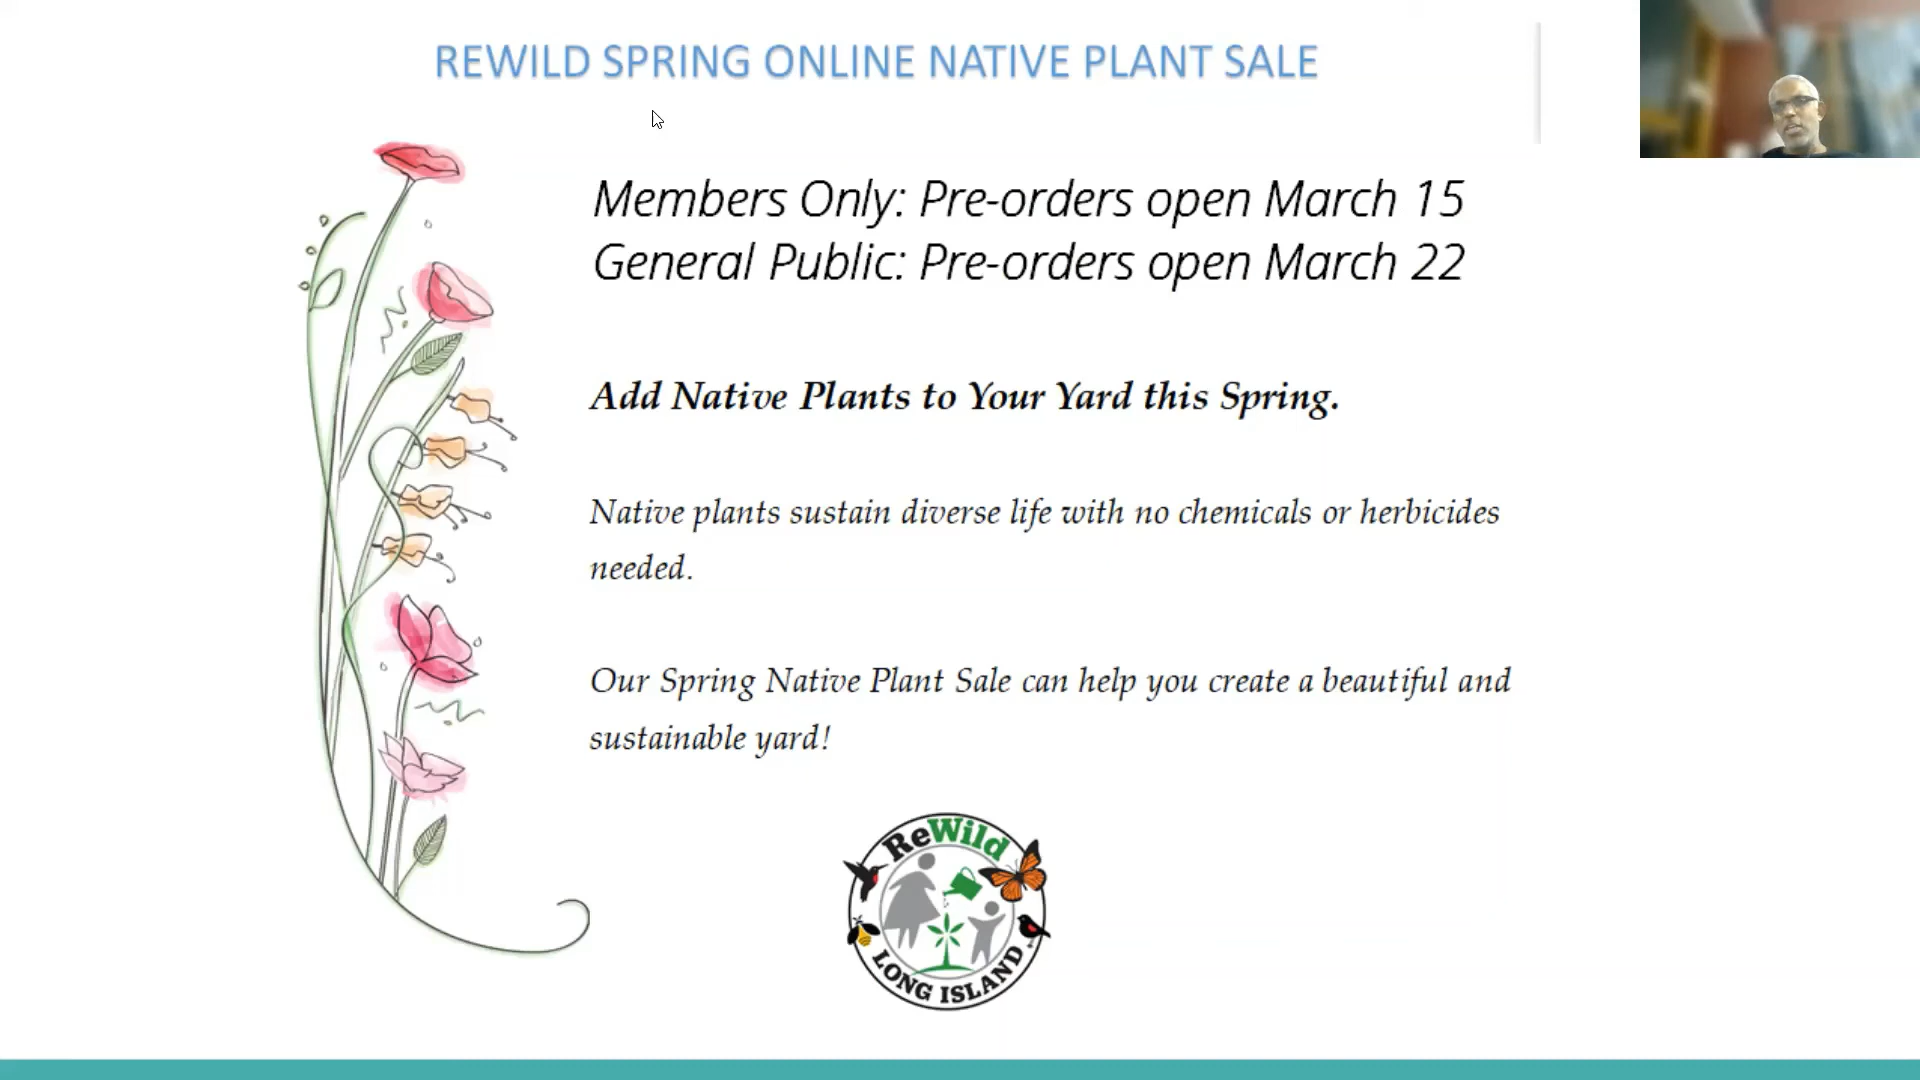 REWILD SPRING ONLINE NATIVE PLANT SALE
Members Only: Pre-orders open March 15
General Public: Pre-orders open March 22
Add Native Plants to Your Yard this Spring.
Native plants sustain diverse life with no chemicals or herbicides
needed.
Our Spring Native Plant Sale can help you create a beautiful and
sustainable yard!
ReWild
LONG ISLAND